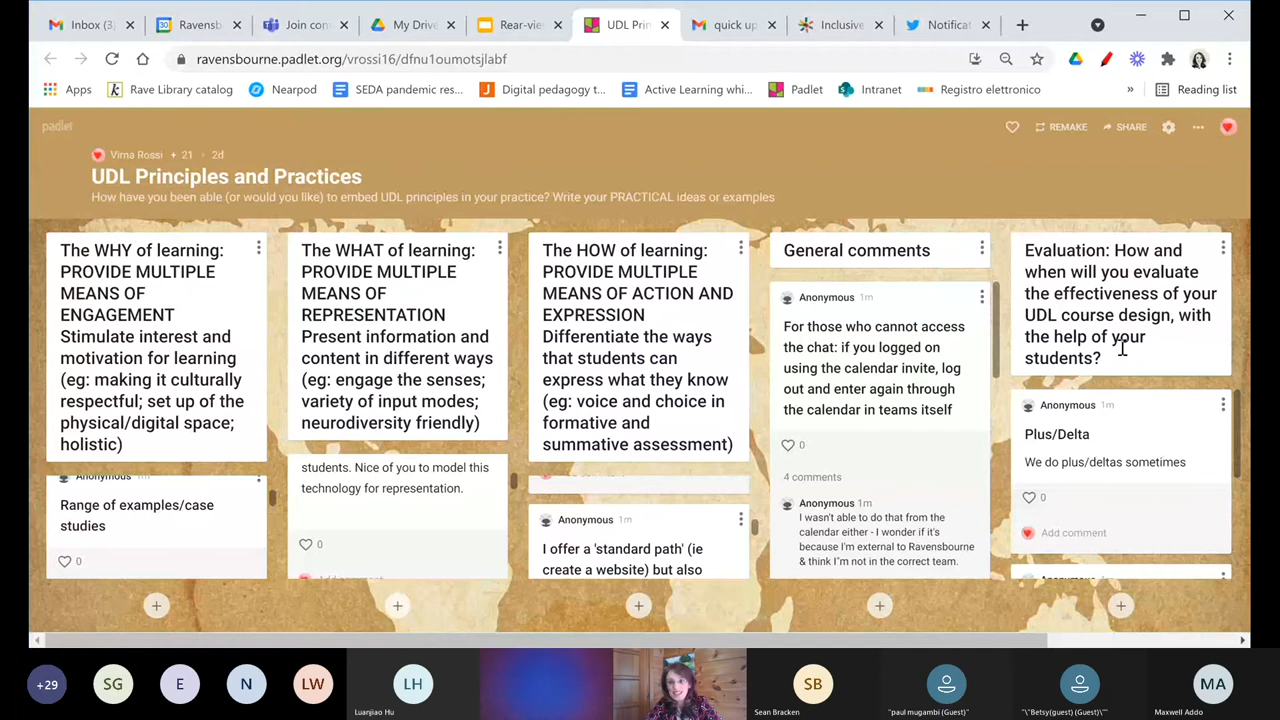 Inbox (3)
Ravensb
Join con
My Drive
Rear-vie
UDL Prin
quick up
Inclusive
Notificat
ravensbourne.padlet.org/vrossi16/dfnu1oumotsjlabf
Apps
Rave Library catalog
Nearpod
SEDA pandemic res...
Digital pedagogy t...
Active Learning whi...
Padlet
Intranet
Registro elettronico
»
Reading list
padlet
REMAKE
SHARE
Virna Rossi + 21 · 2d
UDL Principles and Practices
How have you been able (or would you like) to embed UDL principles in your practice? Write your PRACTICAL ideas or examples
The WHY of learning:
PROVIDE MULTIPLE
MEANS OF
ENGAGEMENT
Stimulate interest and
motivation for learning
(eg: making it culturally
respectful; set up of the
physical/digital space;
holistic)
Anonymous
Range of examples/case
studies
0
The WHAT of learning:
PROVIDE MULTIPLE
MEANS OF
REPRESENTATION
Present information and
content in different ways
(eg: engage the senses;
variety of input modes;
neurodiversity friendly)
students. Nice of you to model this
technology for representation.
0
Add comment
The HOW of learning:
PROVIDE MULTIPLE
MEANS OF ACTION AND
EXPRESSION
Differentiate the ways
that students can
express what they know
(eg: voice and choice in
formative and
summative assessment)
Anonymous 1m
I offer a 'standard path' (ie
create a website) but also
General comments
Anonymous 1m
For those who cannot access
the chat: if you logged on
using the calendar invite, log
out and enter again through
the calendar in teams itself
0
4 comments
Anonymous 1m
I wasn't able to do that from the
calendar either - I wonder if it's
because I'm external to Ravensbourne
& think I'm not in the correct team.
Evaluation: How and
when will you evaluate
the effectiveness of your
UDL course design, with
the help of your
students?
Anonymous 1m
Plus/Delta
We do plus/deltas sometimes
0
Add comment
Anonymous 1m
+29
SG
E
N
LW
LH
Luanjiao Hu
SB
Sean Bracken
"paul mugambi (Guest)"
"\"Betsy(guest) (Guest)\""
MA
Maxwell Addo